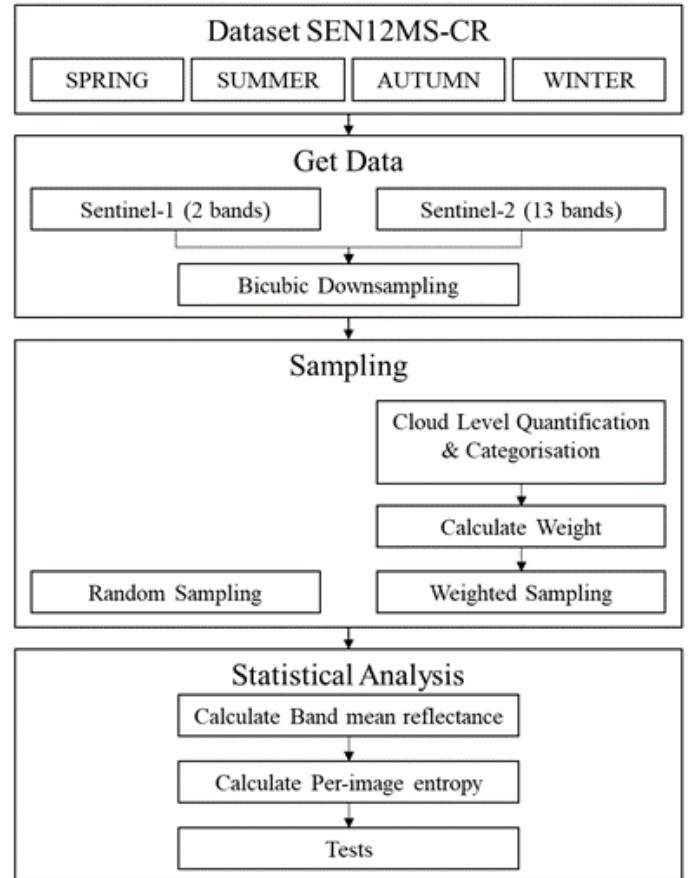 Dataset SEN12MS-CR
SPRING
SUMMER
AUTUMN
WINTER
Get Data
Sentinel-1 (2 bands)
Sentinel-2 (13 bands)
Bicubic Downsampling
Sampling
Cloud Level Quantification
& Categorisation
Calculate Weight
Random Sampling
Weighted Sampling
Statistical Analysis
Calculate Band mean reflectance
Calculate Per-image entropy
Tests